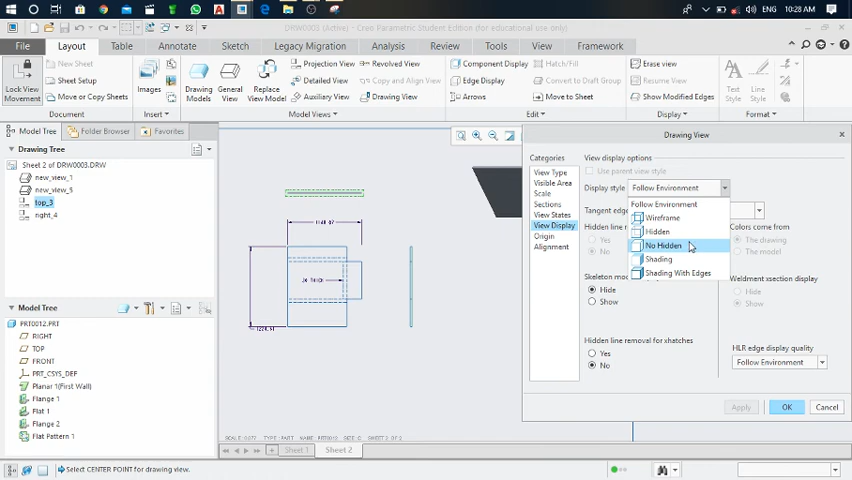 ENG 10:28 AM
DRW0003 (Active) - Creo Parametric Student Edition (for educational use only)
File Layout Table Annotate Sketch Legacy Migration Analysis Review Tools View Framework
Lock View Movement
New Sheet
Sheet Setup
Move or Copy Sheets
Document
Images
Insert
Drawing Models
General View
Replace View Model
Projection View
Detailed View
Auxiliary View
Revolved View
Copy and Align View
Drawing View
Model Views
Component Display
Edge Display
Arrows
Hatch/Fill
Convert to Draft Group
Move to Sheet
Edit
Erase view
Resume View
Show Modified Edges
Display
Text Style
Line Style
Format
Model Tree Folder Browser Favorites
Drawing Tree
Sheet 2 of DRW0003.DRW
new_view_1
new_view_5
top_3
right_4
Model Tree
PRT0012.PRT
RIGHT
TOP
FRONT
PRT_CSYS_DEF
Planar 1(First Wall)
Flange 1
Flat 1
Flange 2
Flange 3
Flat Pattern 1
Drawing View
Categories
View Type
Visible Area
Scale
Sections
View States
View Display
Origin
Alignment
View display options
Use parent view style
Display style Follow Environment
Follow Environment
Wireframe
Hidden
No Hidden
Shading
Shading With Edges
Tangent edge
Hidden line
Yes
No
Colors come from
The drawing
The model
Skeleton mod
Hide
Show
Weldment xsection display
Hide
Show
Hidden line removal for xhatches
Yes
No
HLR edge display quality
Follow Environment
Apply OK Cancel
Sheet 1 Sheet 2
Select CENTER POINT for drawing view.